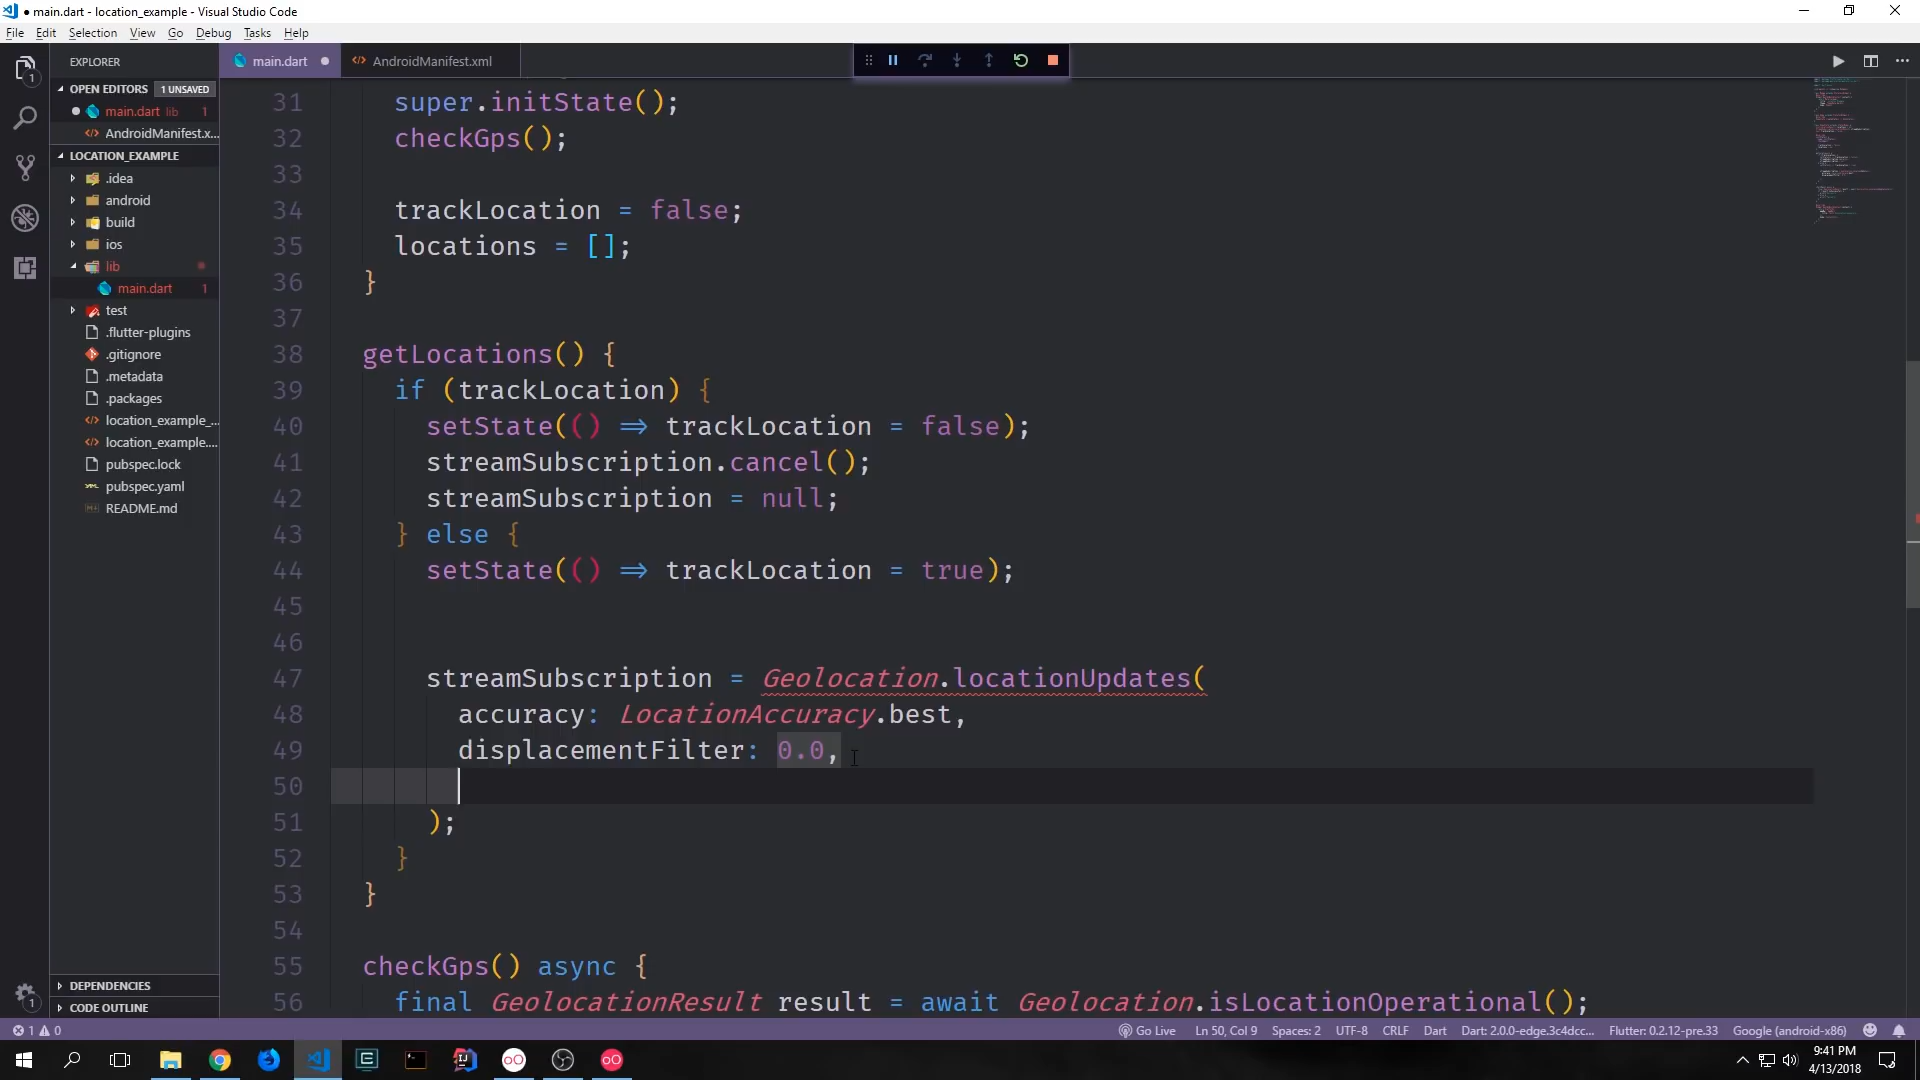 main.dart - location_example - Visual Studio Code
File Edit Selection View Go Debug Tasks Help
EXPLORER
OPEN EDITORS 1 UNSAVED
main.dart lib 1
AndroidManifest.x...
LOCATION_EXAMPLE
.idea
android
build
ios
lib
main.dart 1
test
.flutter-plugins
.gitignore
.metadata
.packages
location_example_...
location_example....
pubspec.lock
pubspec.yaml
README.md
DEPENDENCIES
CODE OUTLINE
main.dart AndroidManifest.xml
31 super.initState();
32 checkGps();
33
34 trackLocation = false;
35 locations = [];
36 }
37
38 getLocations() {
39 if (trackLocation) {
40 setState(() => trackLocation = false);
41 streamSubscription.cancel();
42 streamSubscription = null;
43 } else {
44 setState(() => trackLocation = true);
45
46
47 streamSubscription = Geolocation.locationUpdates(
48 accuracy: LocationAccuracy.best,
49 displacementFilter: 0.0,
50
51 );
52 }
53 }
54
55 checkGps() async {
56 final GeolocationResult result = await Geolocation.isLocationOperational();
1 0 Go Live Ln 50, Col 9 Spaces: 2 UTF-8 CRLF Dart Dart: 2.0.0-edge.3c4dcc... Flutter: 0.2.12-pre.33 Google (android-x86)
9:41 PM
4/13/2018